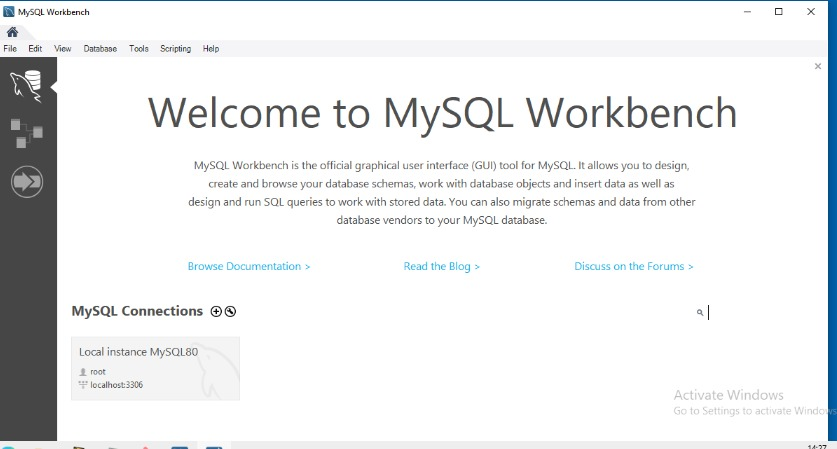 MySQL Workbench
File Edit View Database Tools Scripting Help
Welcome to MySQL Workbench
MySQL Workbench is the official graphical user interface (GUI) tool for MySQL. It allows you to design,
create and browse your database schemas, work with database objects and insert data as well as
design and run SQL queries to work with stored data. You can also migrate schemas and data from other
database vendors to your MySQL database.
Browse Documentation > Read the Blog > Discuss on the Forums >
MySQL Connections
Local instance MySQL80
root
localhost:3306
Activate Windows
Go to Settings to activate Windows
14:27